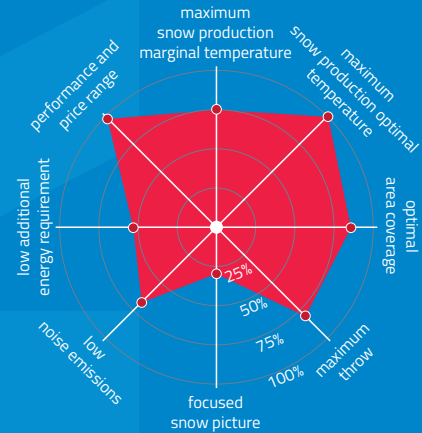 maximum
snow production
marginal temperature
maximum
snow production optimal
temperature
optimal
area coverage
maximum
throw
focused
snow picture
low
noise emissions
low additional
energy requirement
performance and
price range
25%
50%
75%
100%